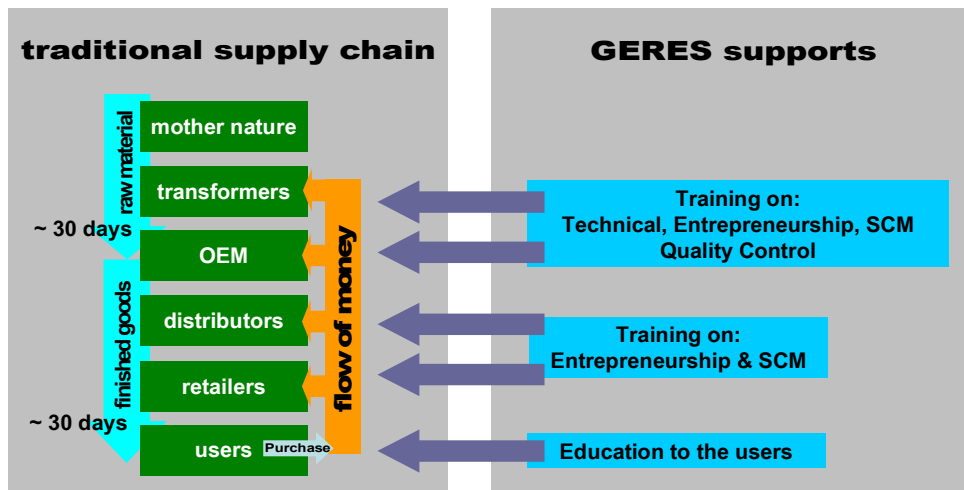 traditional supply chain
raw material
~ 30 days
finished goods
~ 30 days
mother nature
transformers
OEM
distributors
retailers
users
Purchase
flow of money
GERES supports
Training on:
Technical, Entrepreneurship, SCM
Quality Control
Training on:
Entrepreneurship & SCM
Education to the users